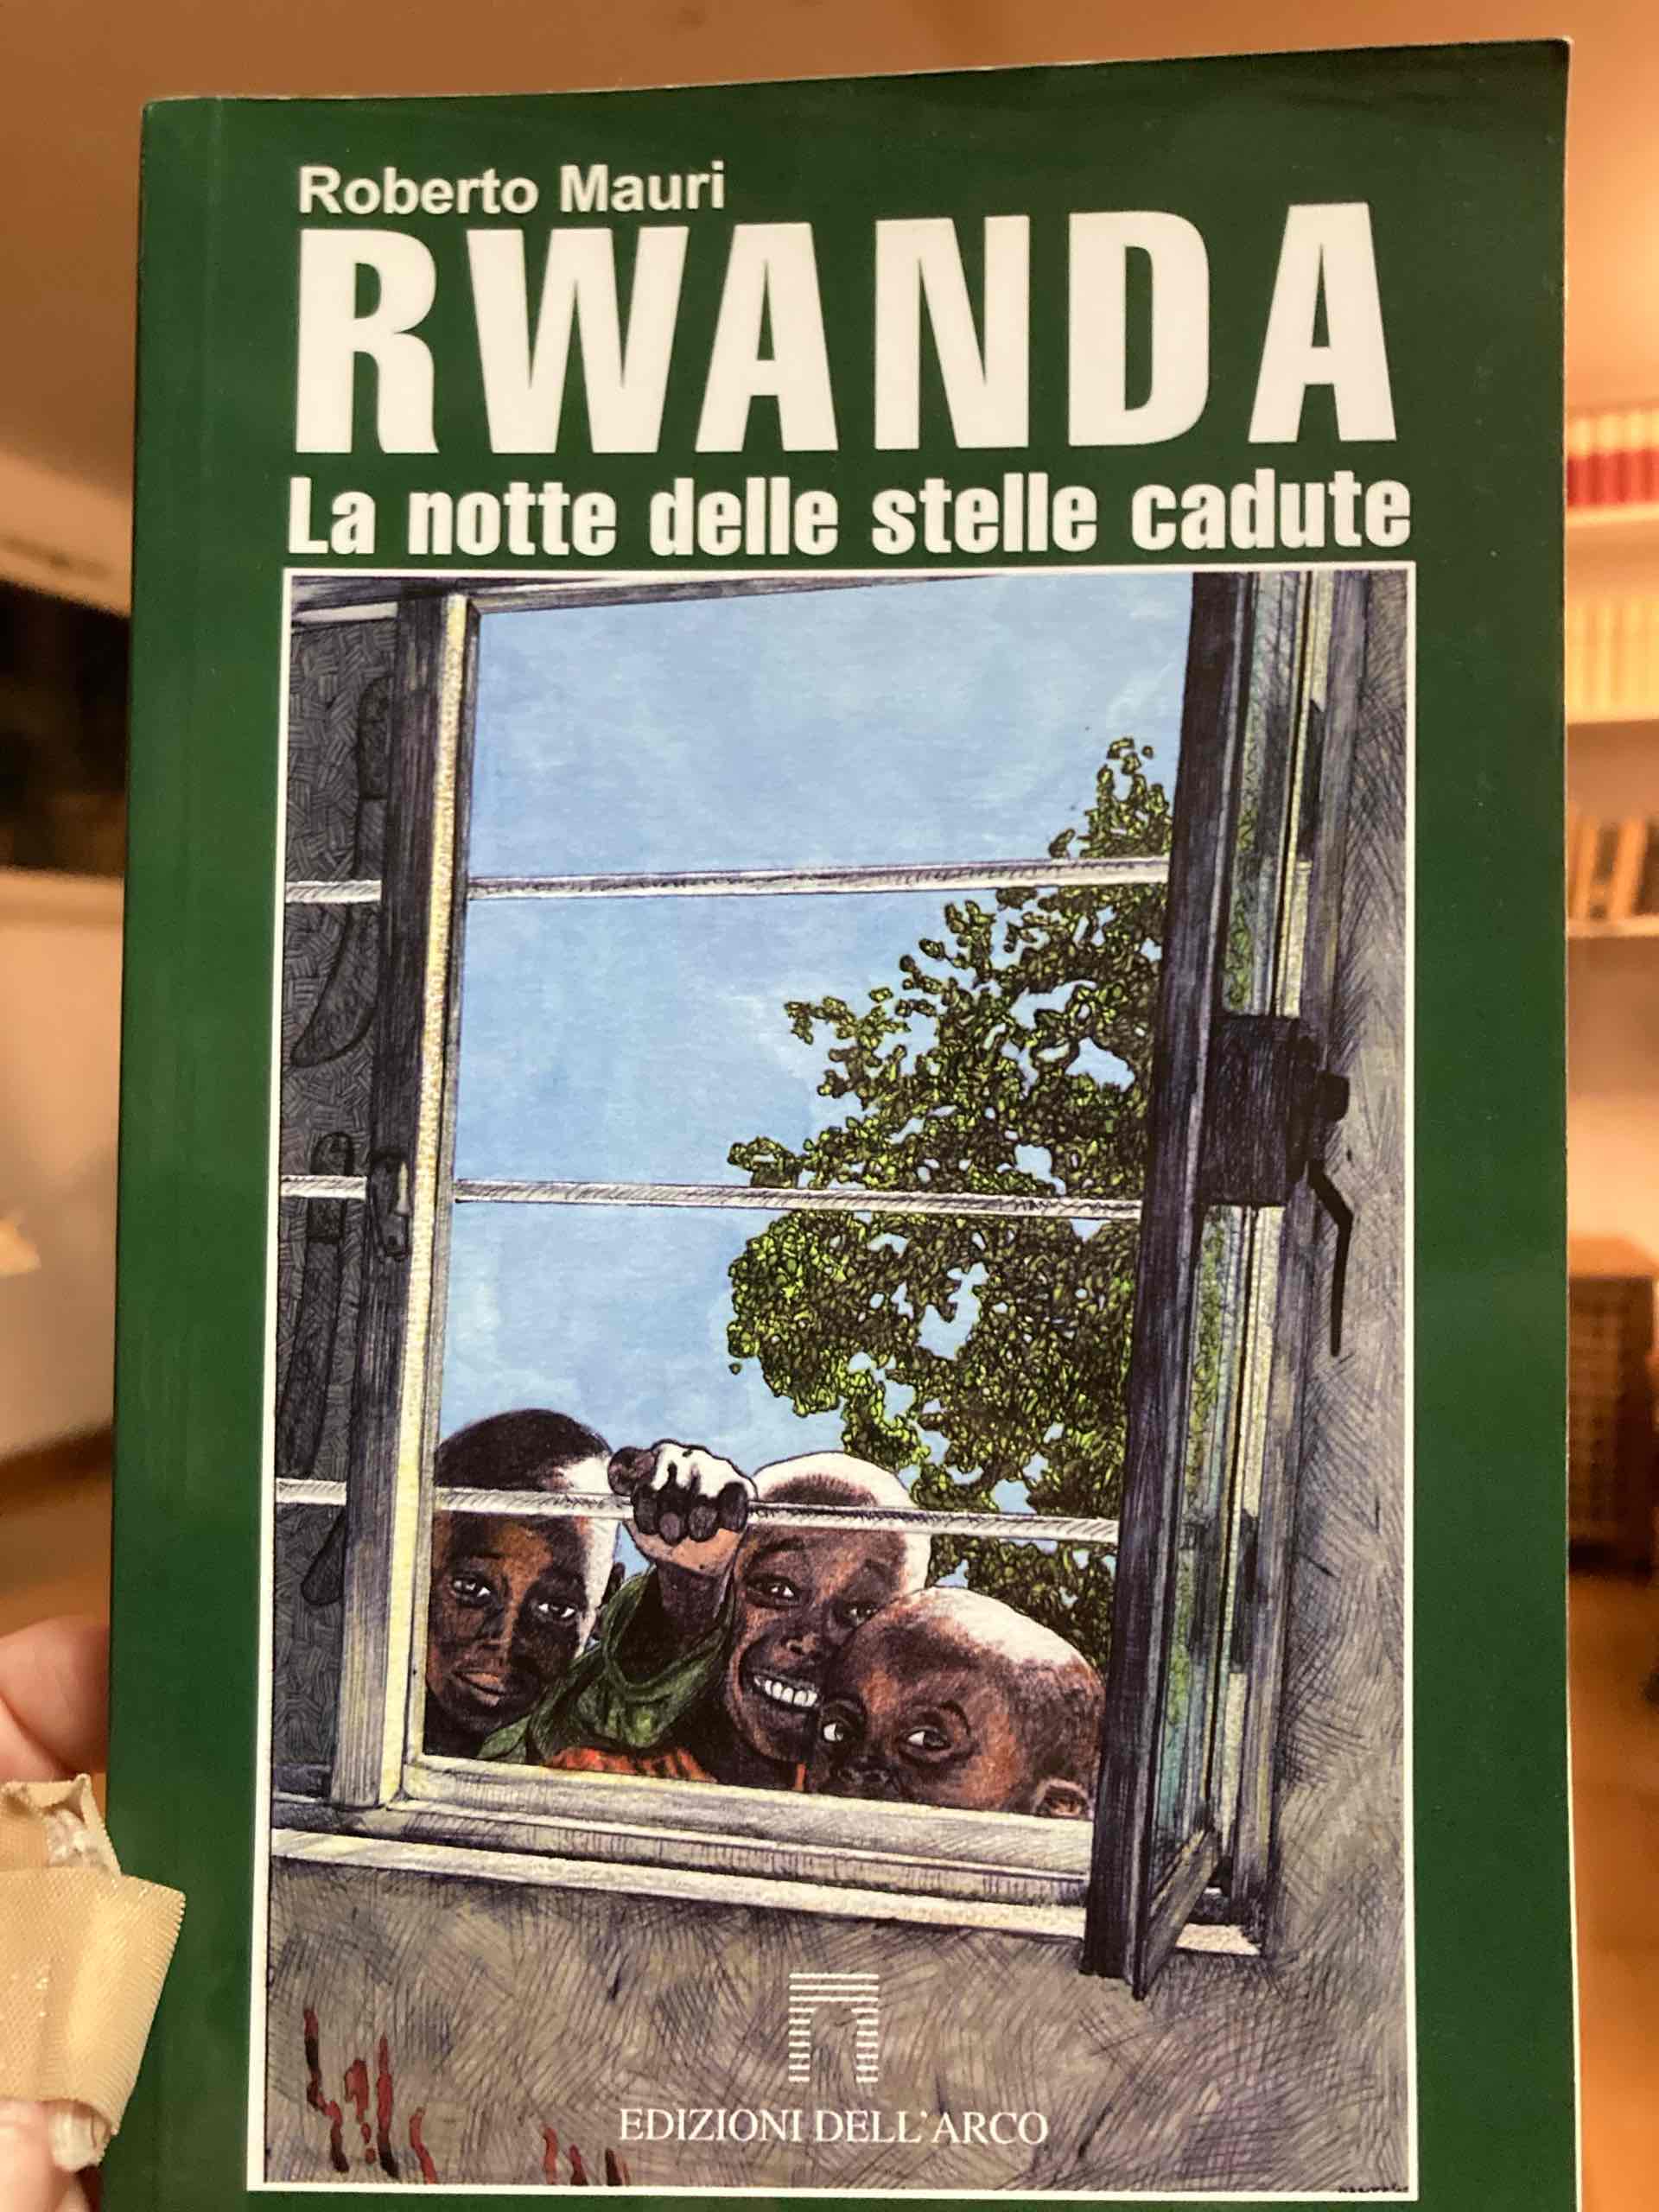 Roberto Mauri
RWANDA
La notte delle stelle cadute
EDIZIONI DELL'ARCO